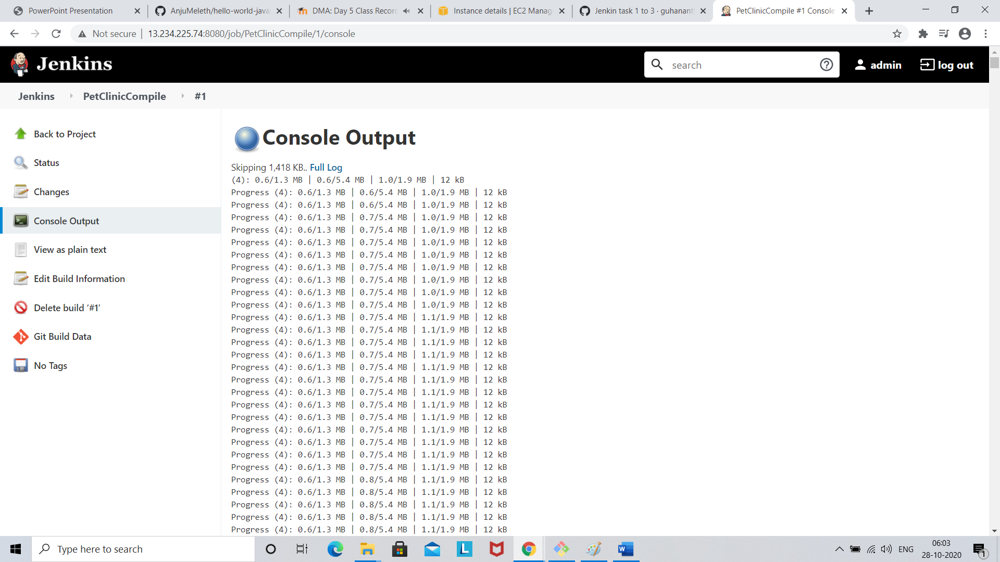 PowerPoint Presentation
AnjuMeleth/hello-world-java
DMA: Day 5 Class Record
Instance details | EC2 Manag
Jenkin task 1 to 3 · guhanant
PetClinicCompile #1 Console
Not secure | 13.234.225.74:8080/job/PetClinicCompile/1/console
Jenkins
search
admin
log out
Jenkins
PetClinicCompile
#1
Back to Project
Status
Changes
Console Output
View as plain text
Edit Build Information
Delete build ‘#1’
Git Build Data
No Tags
Console Output
Skipping 1,418 KB.. Full Log
(4): 0.6/1.3 MB | 0.6/5.4 MB | 1.0/1.9 MB | 12 kB
Progress (4): 0.6/1.3 MB | 0.6/5.4 MB | 1.0/1.9 MB | 12 kB
Progress (4): 0.6/1.3 MB | 0.6/5.4 MB | 1.0/1.9 MB | 12 kB
Progress (4): 0.6/1.3 MB | 0.7/5.4 MB | 1.0/1.9 MB | 12 kB
Progress (4): 0.6/1.3 MB | 0.7/5.4 MB | 1.0/1.9 MB | 12 kB
Progress (4): 0.6/1.3 MB | 0.7/5.4 MB | 1.0/1.9 MB | 12 kB
Progress (4): 0.6/1.3 MB | 0.7/5.4 MB | 1.0/1.9 MB | 12 kB
Progress (4): 0.6/1.3 MB | 0.7/5.4 MB | 1.0/1.9 MB | 12 kB
Progress (4): 0.6/1.3 MB | 0.7/5.4 MB | 1.0/1.9 MB | 12 kB
Progress (4): 0.6/1.3 MB | 0.7/5.4 MB | 1.0/1.9 MB | 12 kB
Progress (4): 0.6/1.3 MB | 0.7/5.4 MB | 1.0/1.9 MB | 12 kB
Progress (4): 0.6/1.3 MB | 0.7/5.4 MB | 1.1/1.9 MB | 12 kB
Progress (4): 0.6/1.3 MB | 0.7/5.4 MB | 1.1/1.9 MB | 12 kB
Progress (4): 0.6/1.3 MB | 0.7/5.4 MB | 1.1/1.9 MB | 12 kB
Progress (4): 0.6/1.3 MB | 0.7/5.4 MB | 1.1/1.9 MB | 12 kB
Progress (4): 0.6/1.3 MB | 0.7/5.4 MB | 1.1/1.9 MB | 12 kB
Progress (4): 0.6/1.3 MB | 0.7/5.4 MB | 1.1/1.9 MB | 12 kB
Progress (4): 0.6/1.3 MB | 0.7/5.4 MB | 1.1/1.9 MB | 12 kB
Progress (4): 0.6/1.3 MB | 0.7/5.4 MB | 1.1/1.9 MB | 12 kB
Progress (4): 0.6/1.3 MB | 0.7/5.4 MB | 1.1/1.9 MB | 12 kB
Progress (4): 0.6/1.3 MB | 0.7/5.4 MB | 1.1/1.9 MB | 12 kB
Progress (4): 0.6/1.3 MB | 0.7/5.4 MB | 1.1/1.9 MB | 12 kB
Progress (4): 0.6/1.3 MB | 0.7/5.4 MB | 1.1/1.9 MB | 12 kB
Progress (4): 0.6/1.3 MB | 0.7/5.4 MB | 1.1/1.9 MB | 12 kB
Progress (4): 0.6/1.3 MB | 0.8/5.4 MB | 1.1/1.9 MB | 12 kB
Progress (4): 0.6/1.3 MB | 0.8/5.4 MB | 1.1/1.9 MB | 12 kB
Progress (4): 0.6/1.3 MB | 0.8/5.4 MB | 1.1/1.9 MB | 12 kB
Progress (4): 0.6/1.3 MB | 0.8/5.4 MB | 1.1/1.9 MB | 12 kB
Progress (4): 0.6/1.3 MB | 0.8/5.4 MB | 1.1/1.9 MB | 12 kB
Type here to search
ENG
06:03
28-10-2020
1